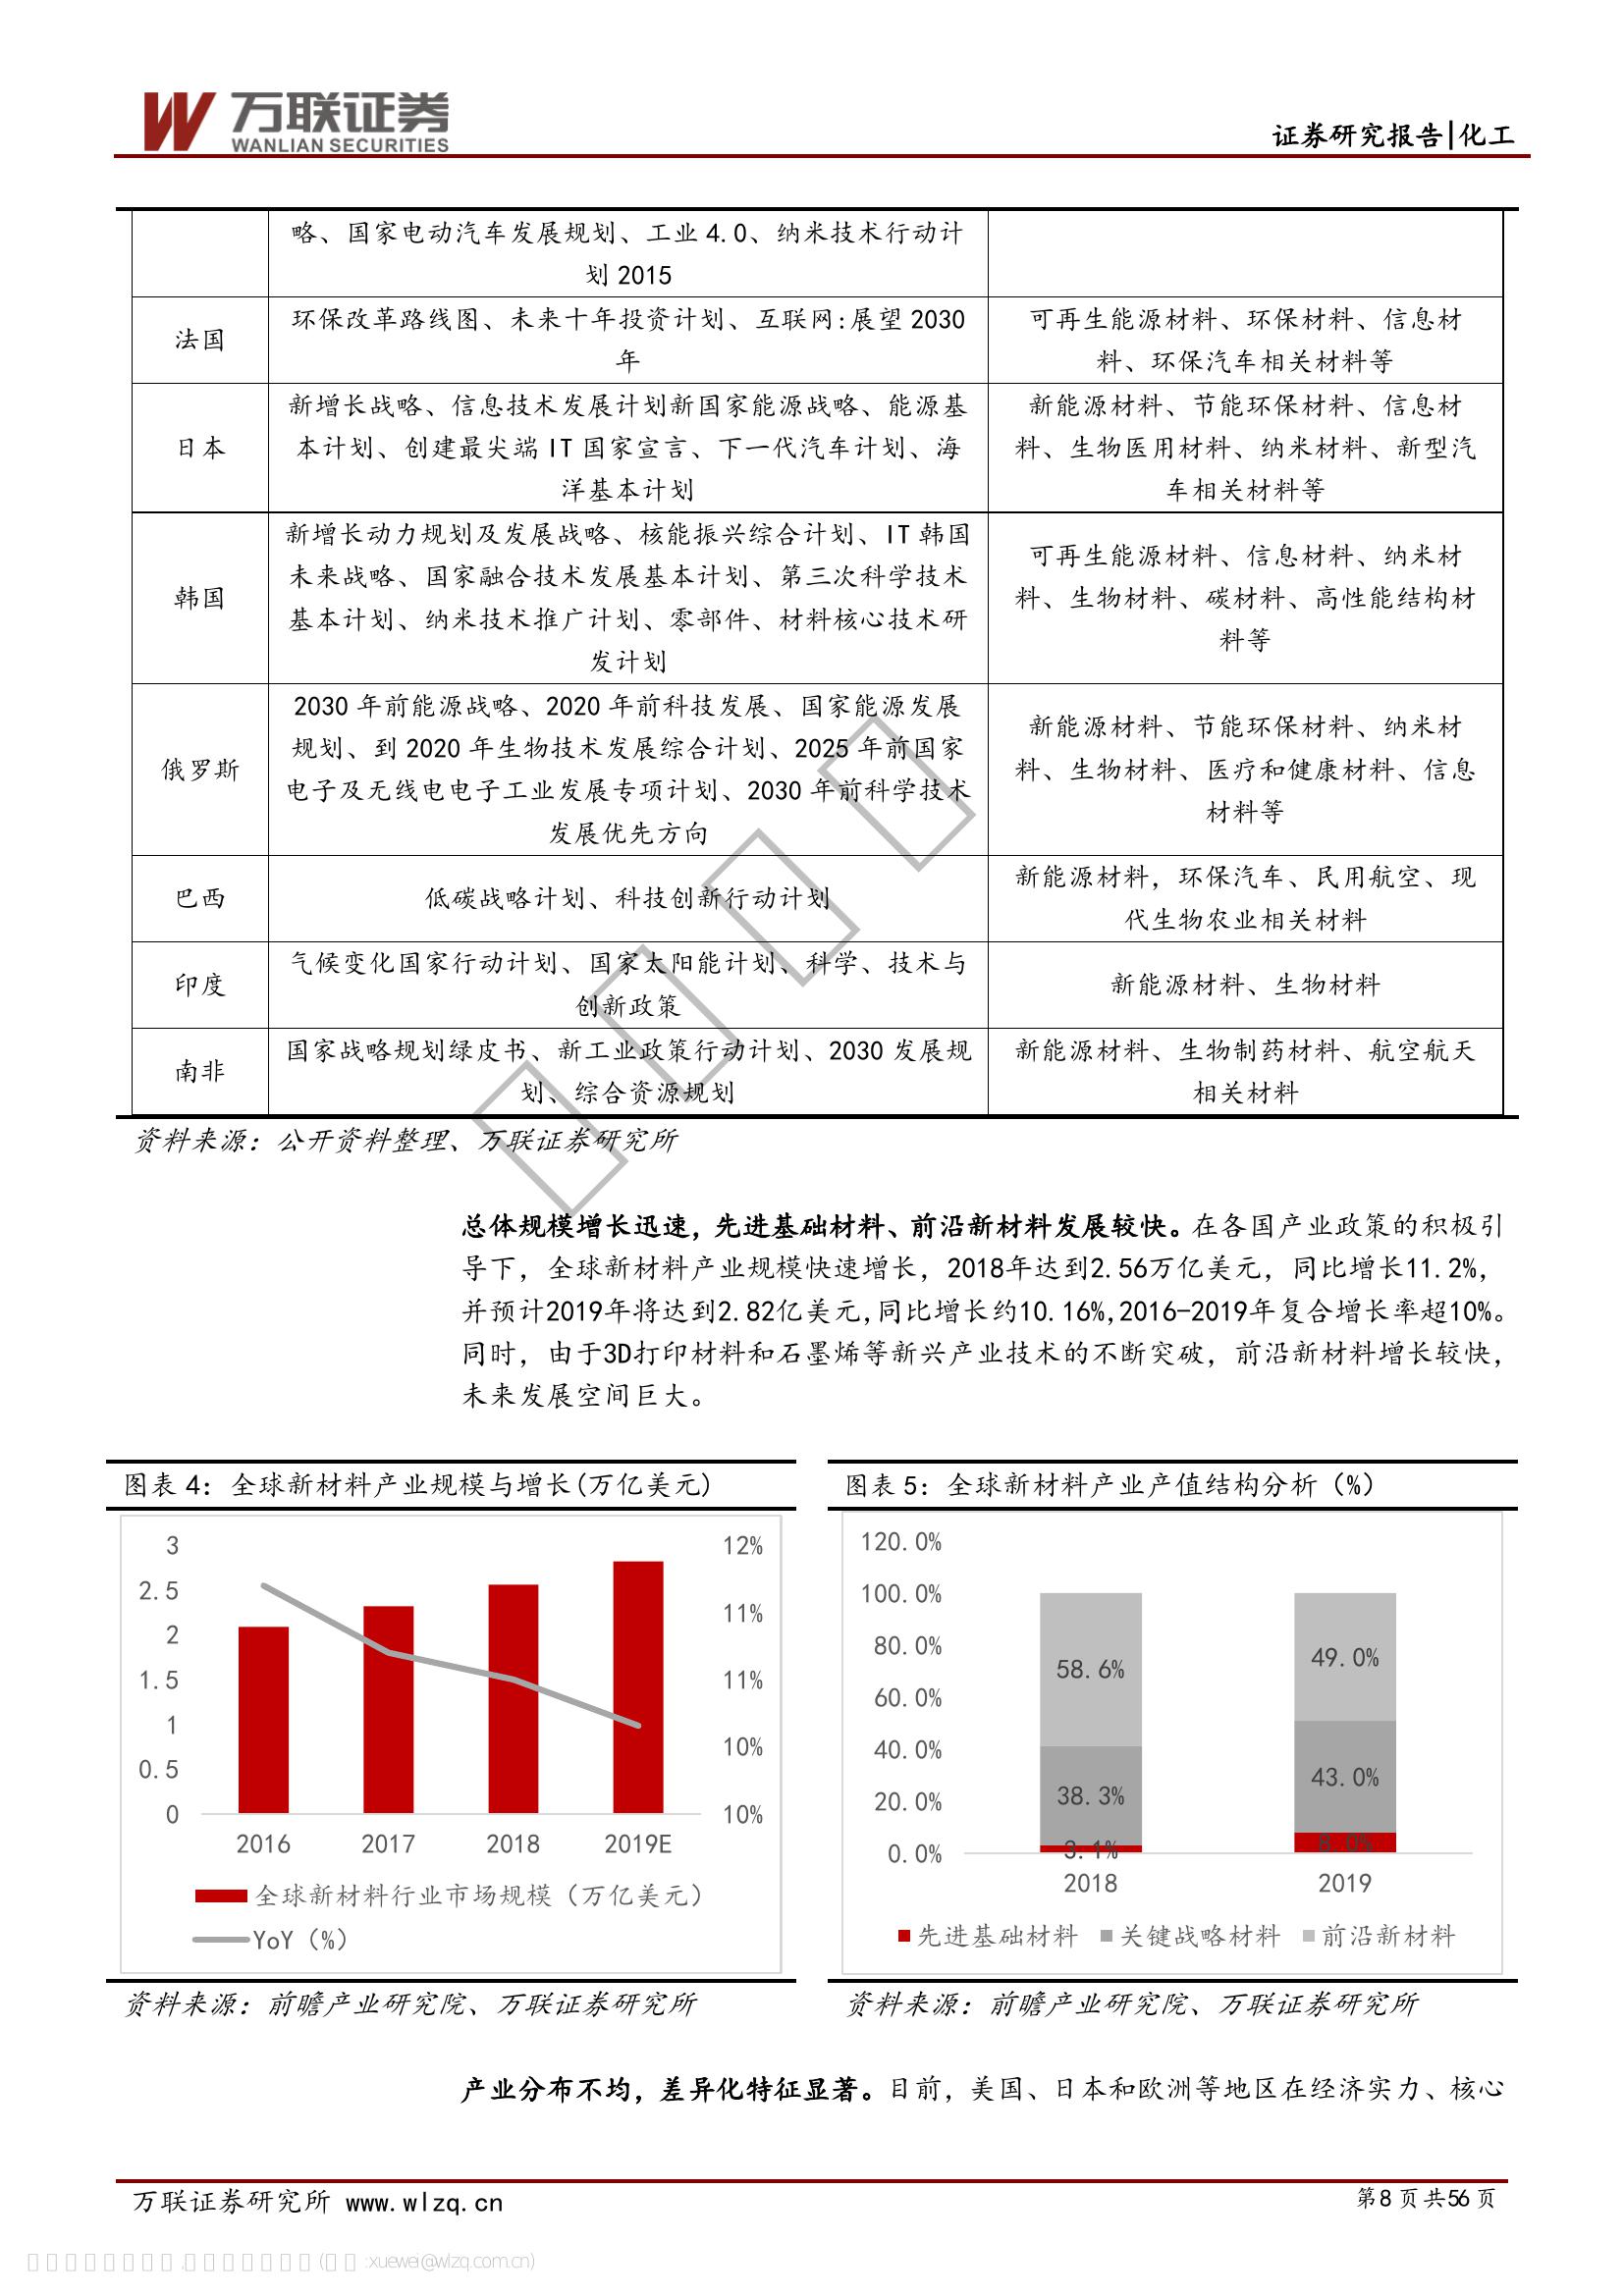 万联证券
WANLIAN SECURITIES
证券研究报告|化工
略、国家电动汽车发展规划、工业 4.0、纳米技术行动计
划 2015
法国
环保改革路线图、未来十年投资计划、互联网:展望 2030
年
可再生能源材料、环保材料、信息材
料、环保汽车相关材料等
日本
新增长战略、信息技术发展计划新国家能源战略、能源基
本计划、创建最尖端 IT 国家宣言、下一代汽车计划、海
洋基本计划
新能源材料、节能环保材料、信息材
料、生物医用材料、纳米材料、新型汽
车相关材料等
韩国
新增长动力规划及发展战略、核能振兴综合计划、IT 韩国
未来战略、国家融合技术发展基本计划、第三次科学技术
基本计划、纳米技术推广计划、零部件、材料核心技术研
发计划
可再生能源材料、信息材料、纳米材
料、生物材料、碳材料、高性能结构材
料等
俄罗斯
2030 年前能源战略、2020 年前科技发展、国家能源发展
规划、到 2020 年生物技术发展综合计划、2025 年前国家
电子及无线电电子工业发展专项计划、2030 年前科学技术
发展优先方向
新能源材料、节能环保材料、纳米材
料、生物材料、医疗和健康材料、信息
材料等
巴西
低碳战略计划、科技创新行动计划
新能源材料，环保汽车、民用航空、现
代生物农业相关材料
印度
气候变化国家行动计划、国家太阳能计划、科学、技术与
创新政策
新能源材料、生物材料
南非
国家战略规划绿皮书、新工业政策行动计划、2030 发展规
划、综合资源规划
新能源材料、生物制药材料、航空航天
相关材料
资料来源：公开资料整理、万联证券研究所
总体规模增长迅速，先进基础材料、前沿新材料发展较快。在各国产业政策的积极引
导下，全球新材料产业规模快速增长，2018年达到2.56万亿美元，同比增长11.2%，
并预计2019年将达到2.82亿美元,同比增长约10.16%,2016-2019年复合增长率超10%。
同时，由于3D打印材料和石墨烯等新兴产业技术的不断突破，前沿新材料增长较快，
未来发展空间巨大。
图表 4：全球新材料产业规模与增长(万亿美元)
3
2.5
2
1.5
1
0.5
0
12%
11%
11%
10%
10%
2016
2017
2018
2019E
全球新材料行业市场规模（万亿美元）
YoY（%）
资料来源：前瞻产业研究院、万联证券研究所
图表 5：全球新材料产业产值结构分析（%）
120.0%
100.0%
80.0%
60.0%
40.0%
20.0%
0.0%
58.6%
38.3%
3.1%
49.0%
43.0%
8.0%
2018
2019
先进基础材料
关键战略材料
前沿新材料
资料来源：前瞻产业研究院、万联证券研究所
产业分布不均，差异化特征显著。目前，美国、日本和欧洲等地区在经济实力、核心
万联证券研究所 www.wlzq.cn
第8 页 共56 页
xuewei@wlzq.com.cn)